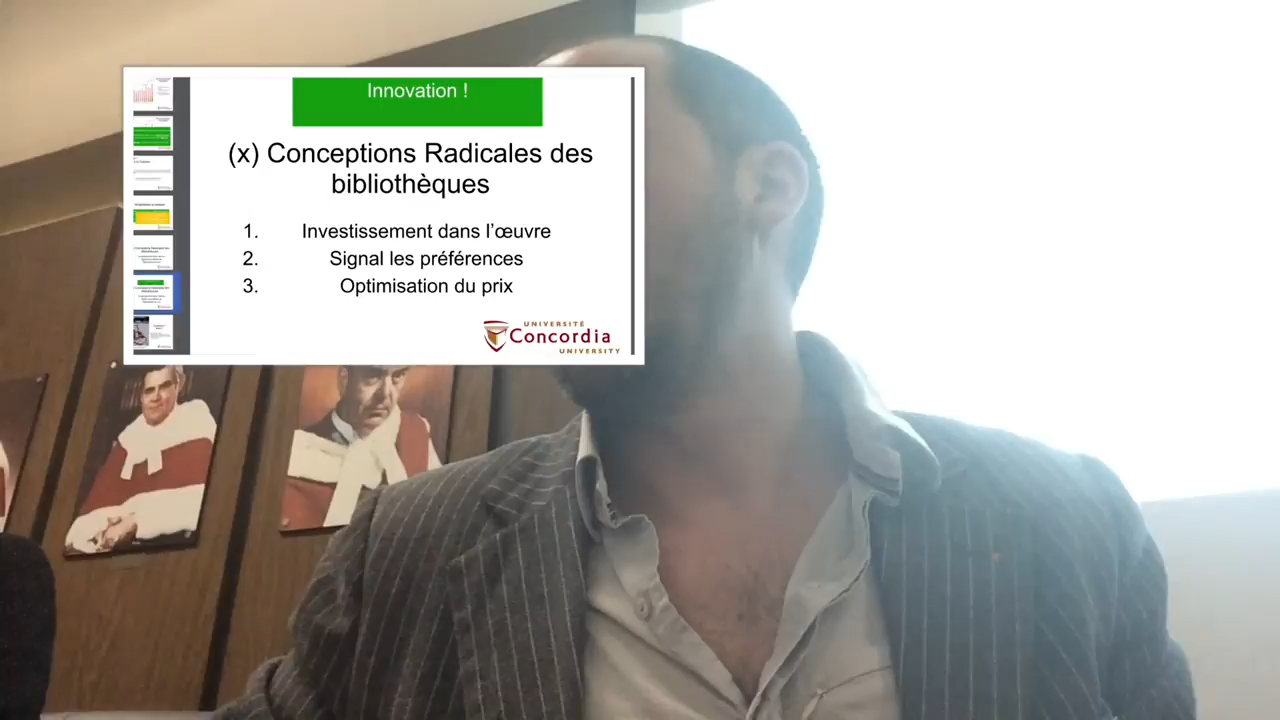 Innovation !
(x) Conceptions Radicales des
bibliothèques
1. Investissement dans l'œuvre
2. Signal les préférences
3. Optimisation du prix
UNIVERSITÉ
Concordia
UNIVERSITY